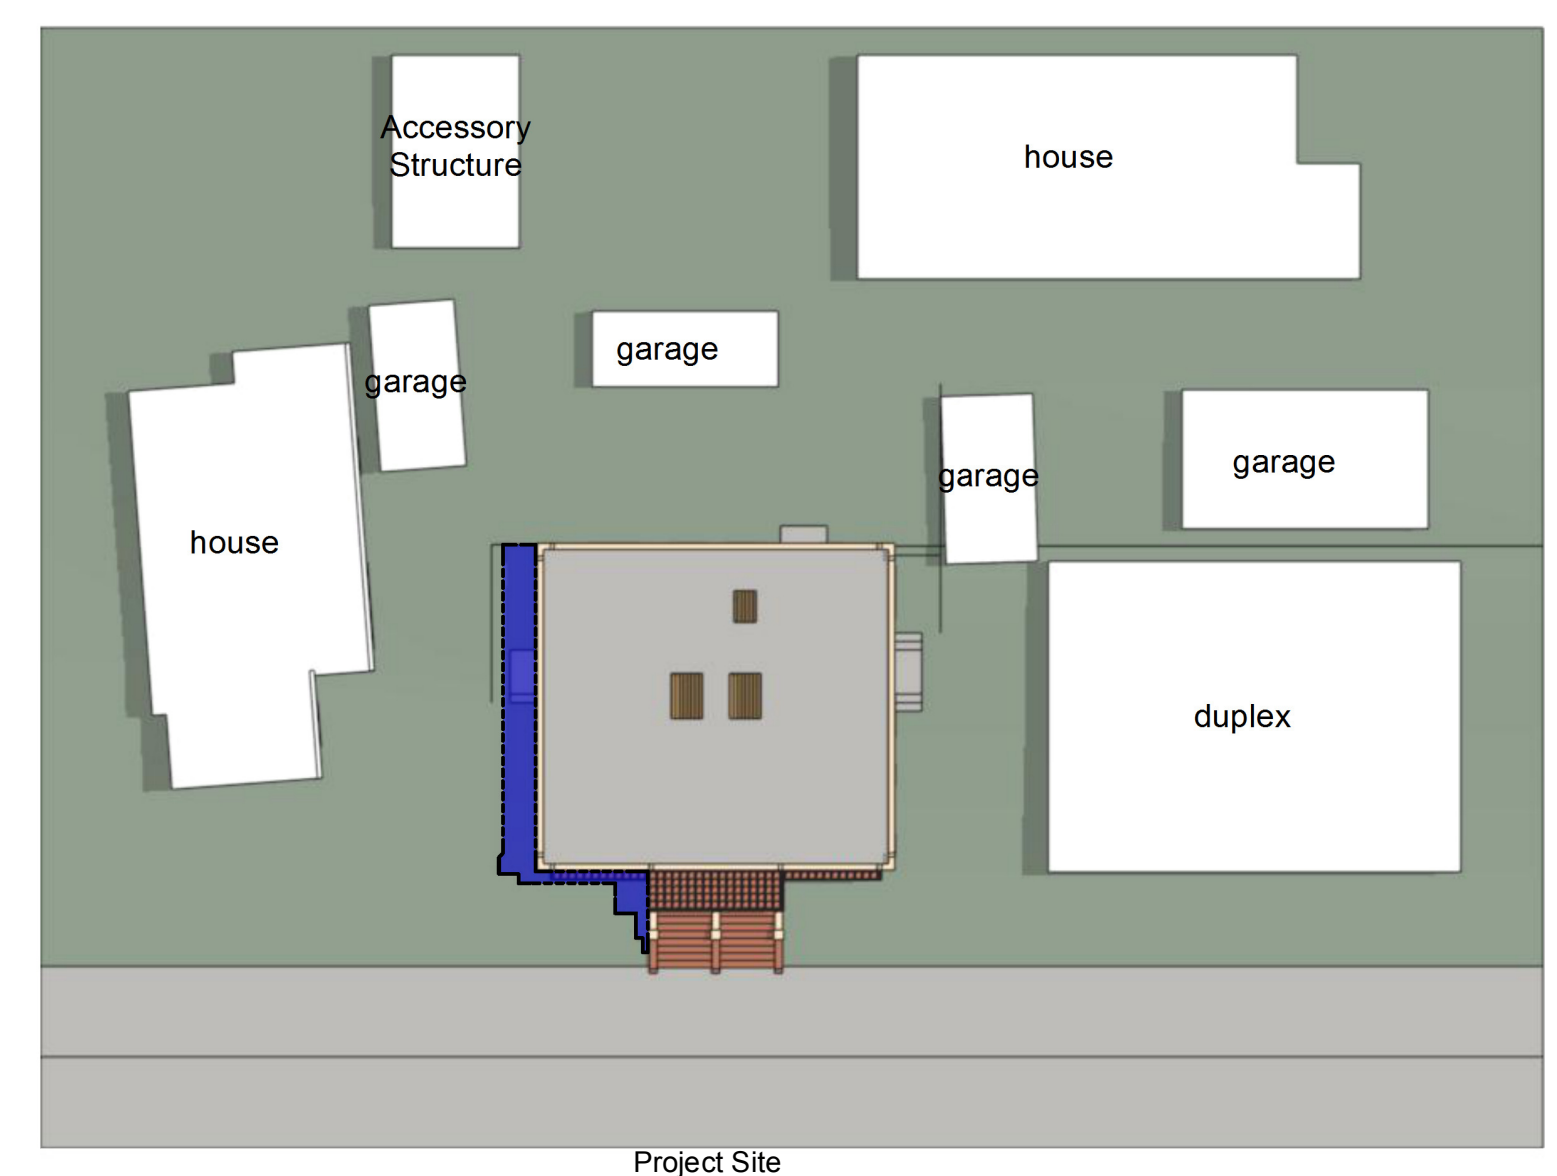 Accessory
Structure
house
garage
garage
garage
garage
house
duplex
Project Site